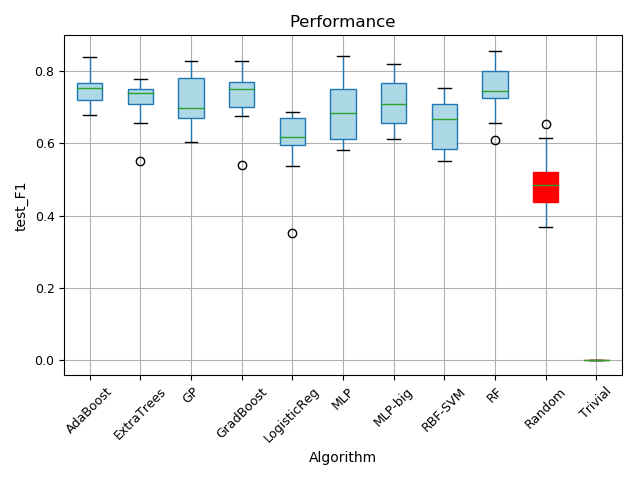 Performance
test_F1
0.8
0.6
0.4
0.2
0.0
AdaBoost
ExtraTrees
GP
GradBoost
LogisticReg
MLP
MLP-big
RBF-SVM
RF
Random
Trivial
Algorithm